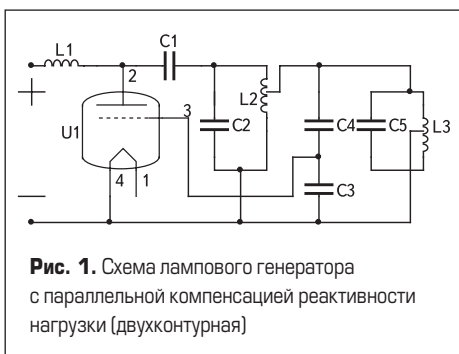 L1
C1
2
3
L2
U1
C2
C4
C5
L3
4
1
C3
Рис. 1. Схема лампового генератора
с параллельной компенсацией реактивности
нагрузки (двухконтурная)